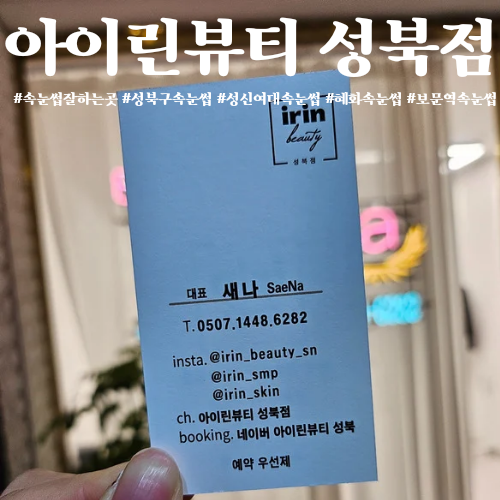 아이린뷰티 성북점
#속눈썹잘하는곳 #성북구속눈썹 #성신여대속눈썹 #혜화속눈썹 #보문역속눈썹
irin
beauty
성북점
a
대표 새나 SaeNa
T.0507.1448.6282
insta.@irin_beauty_sn
@irin_smp
@irin_skin
ch. 아이린뷰티 성북점
booking. 네이버 아이린뷰티 성북
예약 우선제